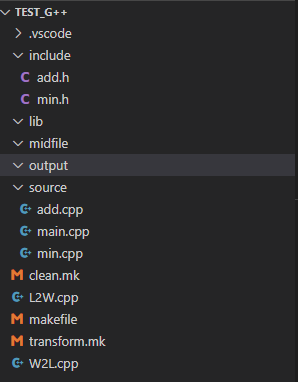 TEST_G++
.vscode
include
C add.h
C min.h
lib
midfile
output
source
C++ add.cpp
C++ main.cpp
C++ min.cpp
M clean.mk
C++ L2W.cpp
M makefile
M transform.mk
C++ W2L.cpp